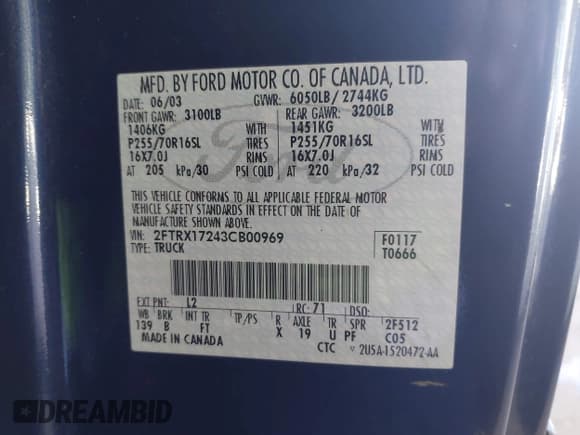 MFD. BY FORD MOTOR CO. OF CANADA, LTD.
DATE: 06/03 GVWR: 6050LB/ 2744KG
FRONT GAWR: 3100LB REAR GAWR: 3200LB
1406KG WITH 1451KG WITH
P255/70R16SL TIRES P255/70R16SL TIRES
16X7.0J RIMS 16X7.0J RIMS
AT 205 kPa/30 PSI COLD AT 220 kPa/32 PSI COLD
THIS VEHICLE CONFORMS TO ALL APPLICABLE FEDERAL MOTOR
VEHICLE SAFETY STANDARDS IN EFFECT ON THE DATE OF
MANUFACTURE SHOWN ABOVE.
VIN: 2FTRX17243CB00969 F0117
TYPE: TRUCK T0666
EXT PNT: L2 RC: 71 DSO:
WB BRK INT TR TP/PS R AXLE TR SPR 2F512
139 B FT X 19 U PF C05
MADE IN CANADA CTC V 2USA-1520472-AA
Ford
DREAMBID